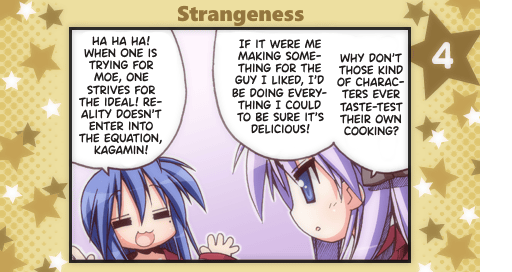 Strangeness
4
WHY DON'T
THOSE KIND
OF CHARAC-
TERS EVER
TASTE-TEST
THEIR OWN
COOKING?
IF IT WERE ME
MAKING SOME-
THING FOR THE
GUY I LIKED, I'D
BE DOING EVERY-
THING I COULD
TO BE SURE IT'S
DELICIOUS!
HA HA HA!
WHEN ONE IS
TRYING FOR
MOE, ONE
STRIVES FOR
THE IDEAL! RE-
ALITY DOESN'T
ENTER INTO
THE EQUATION,
KAGAMIN!